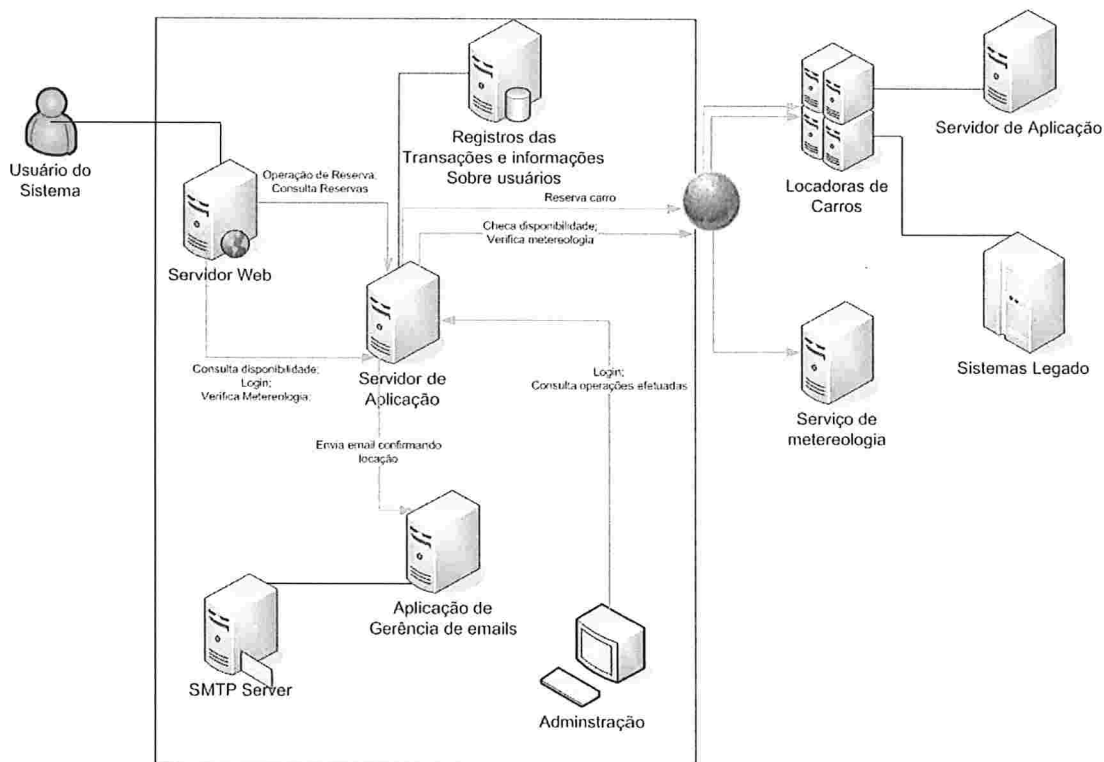 Usuário do
Sistema
Servidor Web
Operação de Reserva;
Consulta Reservas
Registros das
Transações e informações
Sobre usuários
Reserva carro
Checa disponibilidade;
Verifica metereologia
Locadoras de
Carros
Servidor de Aplicação
Sistemas Legado
Serviço de
metereologia
Consulta disponibilidade;
Login;
Verifica Metereologia;
Servidor de
Aplicação
Login;
Consulta operações efetuadas
Envia email confirmando
locação
Aplicação de
Gerência de emails
SMTP Server
Adminstração